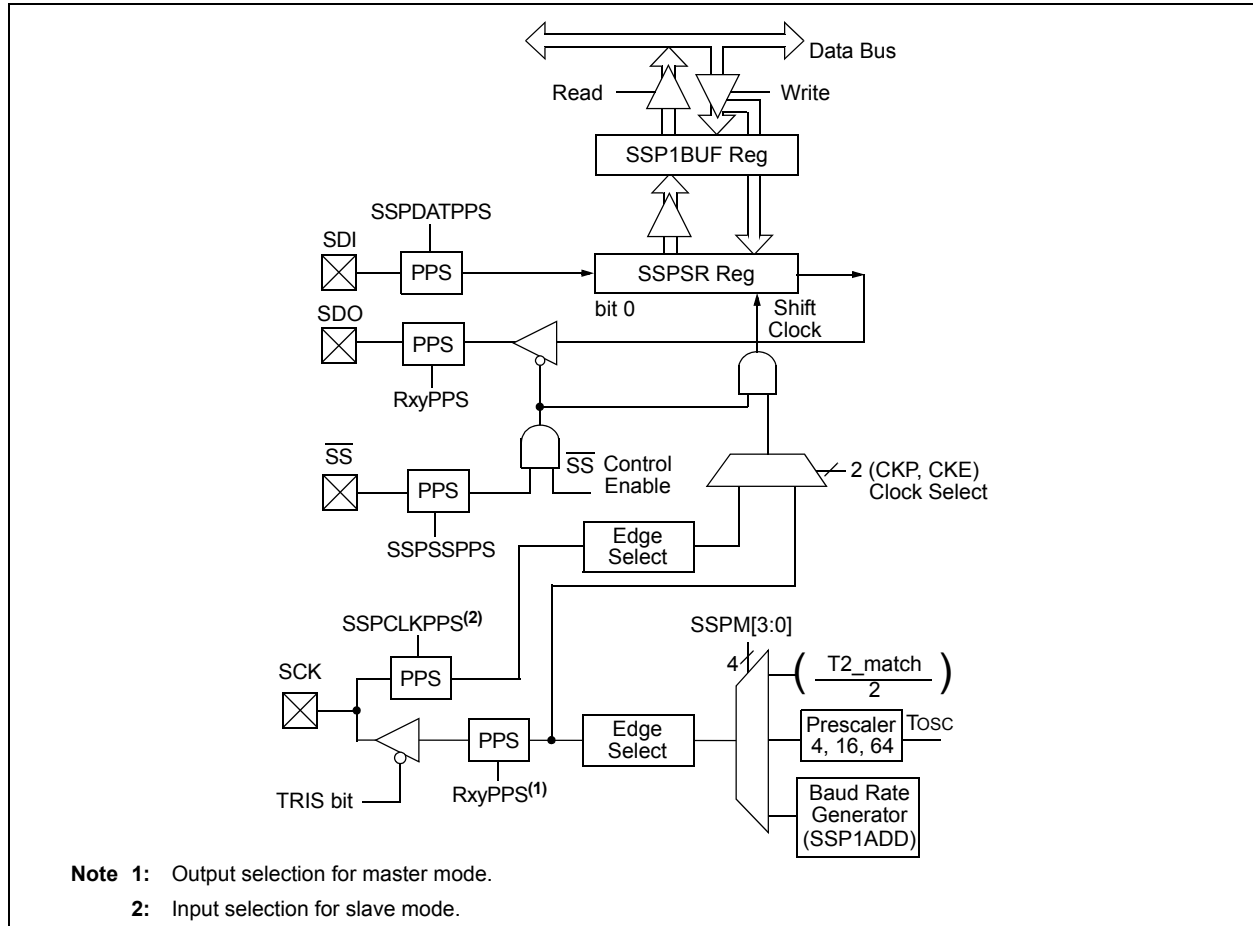 Data Bus
Read
Write
SSP1BUF Reg
SSPDATPPS
SDI
PPS
SSPSR Reg
bit 0
Shift
Clock
SDO
PPS
RxyPPS
SS
PPS
SS Control
Enable
2 (CKP, CKE)
Clock Select
SSPSSPPS
Edge
Select
SSPCLKPPS(2)
SSPM[3:0]
4
T2_match
2
SCK
PPS
PPS
Edge
Select
Prescaler
4, 16, 64
TOSC
TRIS bit
RxyPPS(1)
Baud Rate
Generator
(SSP1ADD)
Note 1: Output selection for master mode.
2: Input selection for slave mode.